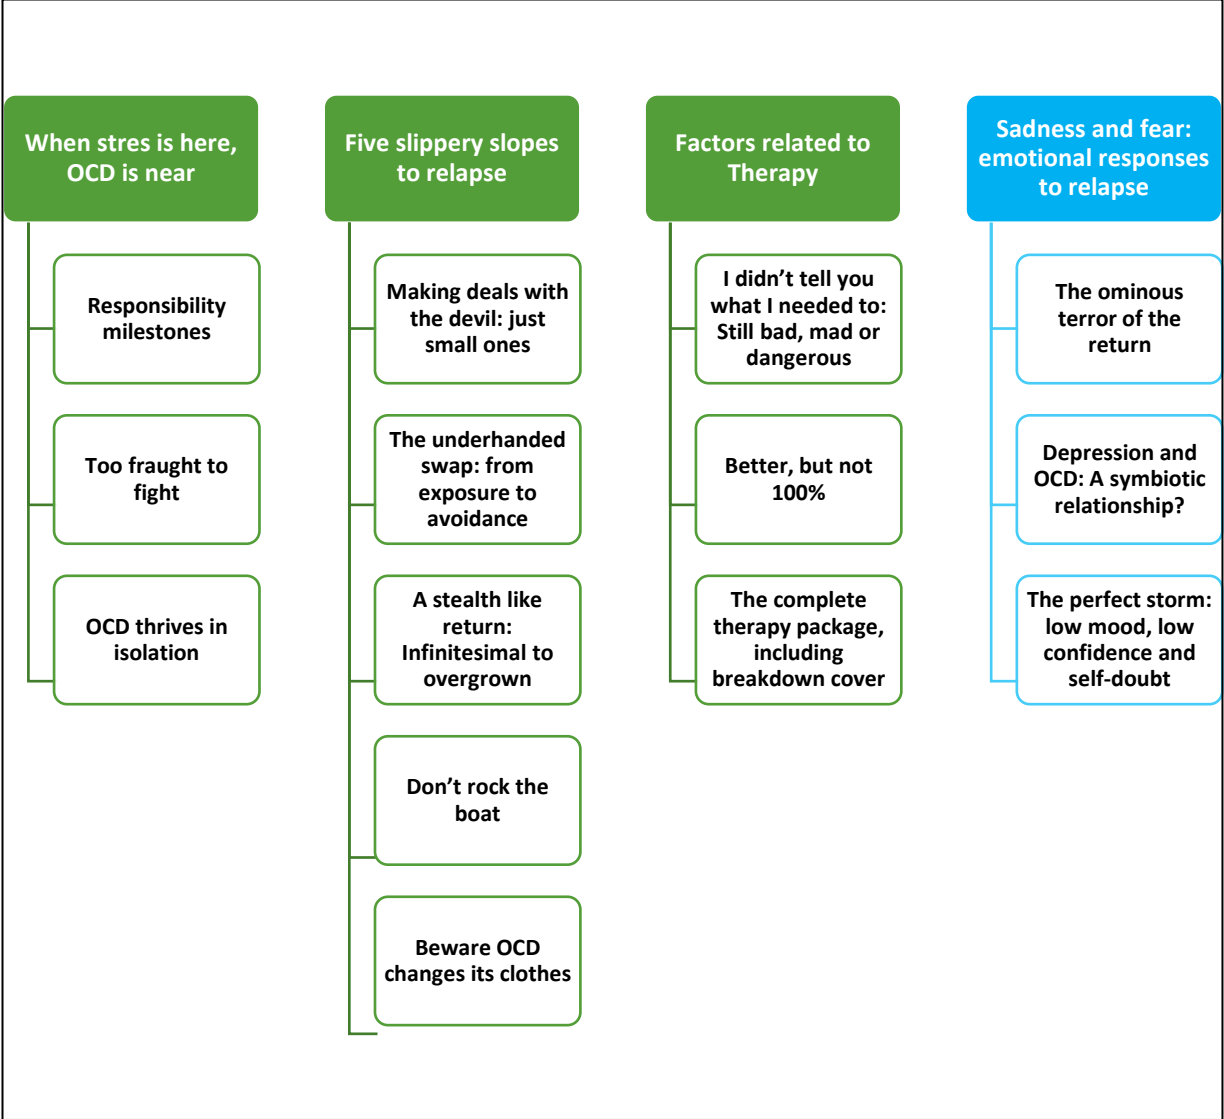 When stres is here,
OCD is near
Responsibility
milestones
Too fraught to
fight
OCD thrives in
isolation
Five slippery slopes
to relapse
Making deals with
the devil: just
small ones
The underhanded
swap: from
exposure to
avoidance
A stealth like
return:
Infinitesimal to
overgrown
Don’t rock the
boat
Beware OCD
changes its clothes
Factors related to
Therapy
I didn’t tell you
what I needed to:
Still bad, mad or
dangerous
Better, but not
100%
The complete
therapy package,
including
breakdown cover
Sadness and fear:
emotional responses
to relapse
The ominous
terror of the
return
Depression and
OCD: A symbiotic
relationship?
The perfect storm:
low mood, low
confidence and
self-doubt